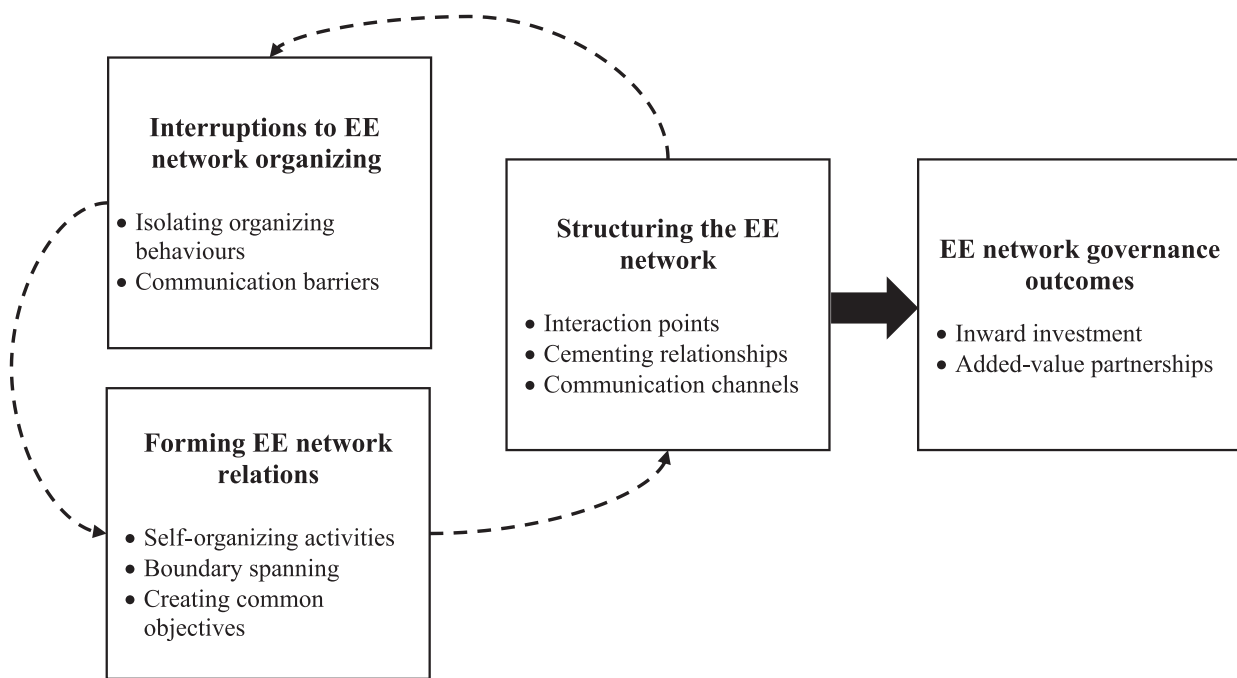 Interruptions to EE
network organizing
• Isolating organizing
behaviours
• Communication barriers
Forming EE network
relations
• Self-organizing activities
• Boundary spanning
• Creating common
objectives
Structuring the EE
network
• Interaction points
• Cementing relationships
• Communication channels
EE network governance
outcomes
• Inward investment
• Added-value partnerships